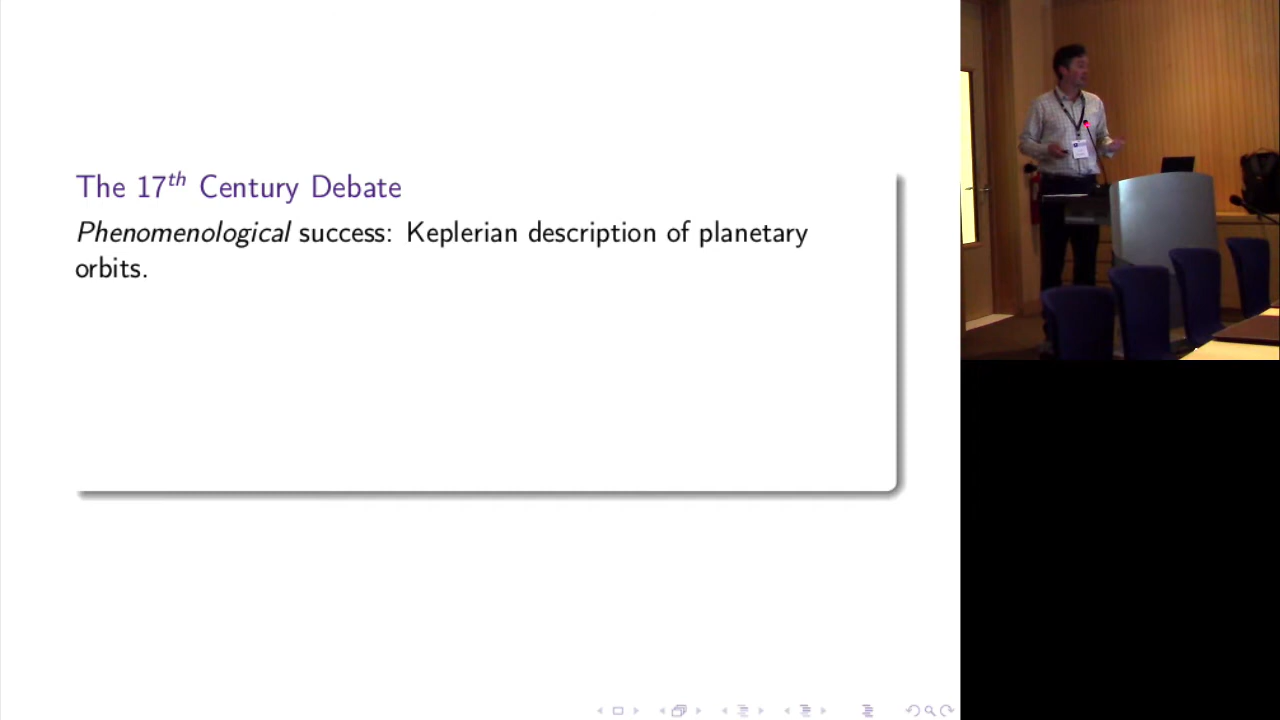 The 17th Century Debate
Phenomenological success: Keplerian description of planetary
orbits.